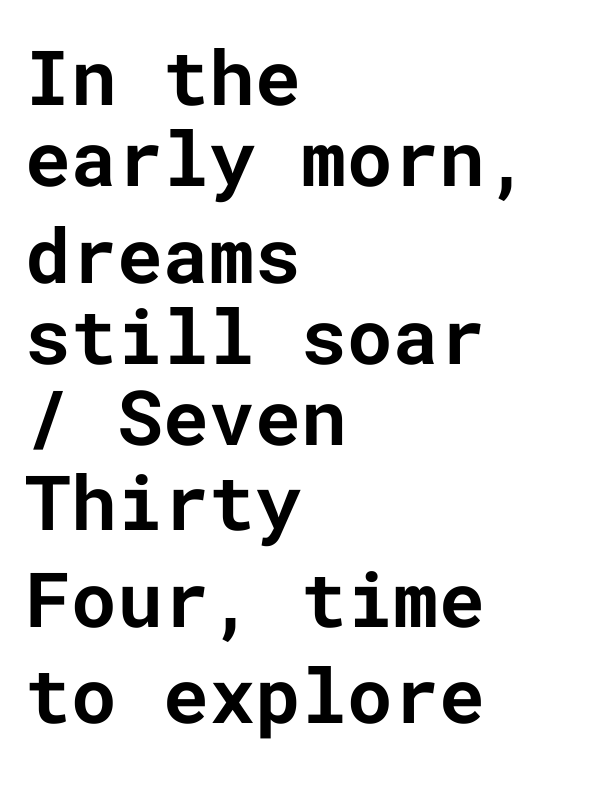 In the
early morn,
dreams
still soar
/ Seven
Thirty
Four, time
to explore